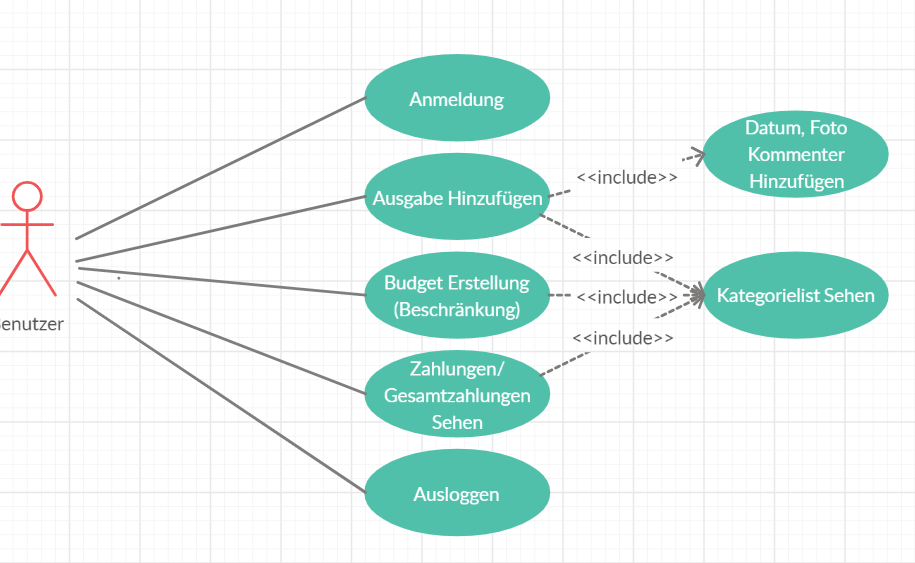 Anmeldung
Datum, Foto
Kommenter
Hinzufügen
<<include>>
Ausgabe Hinzufügen
<<include>>
Budget Erstellung
(Beschränkung)
<<include>>
Kategorielist Sehen
enutzer
<<include>>
Zahlungen/
Gesamtzahlungen
Sehen
Ausloggen